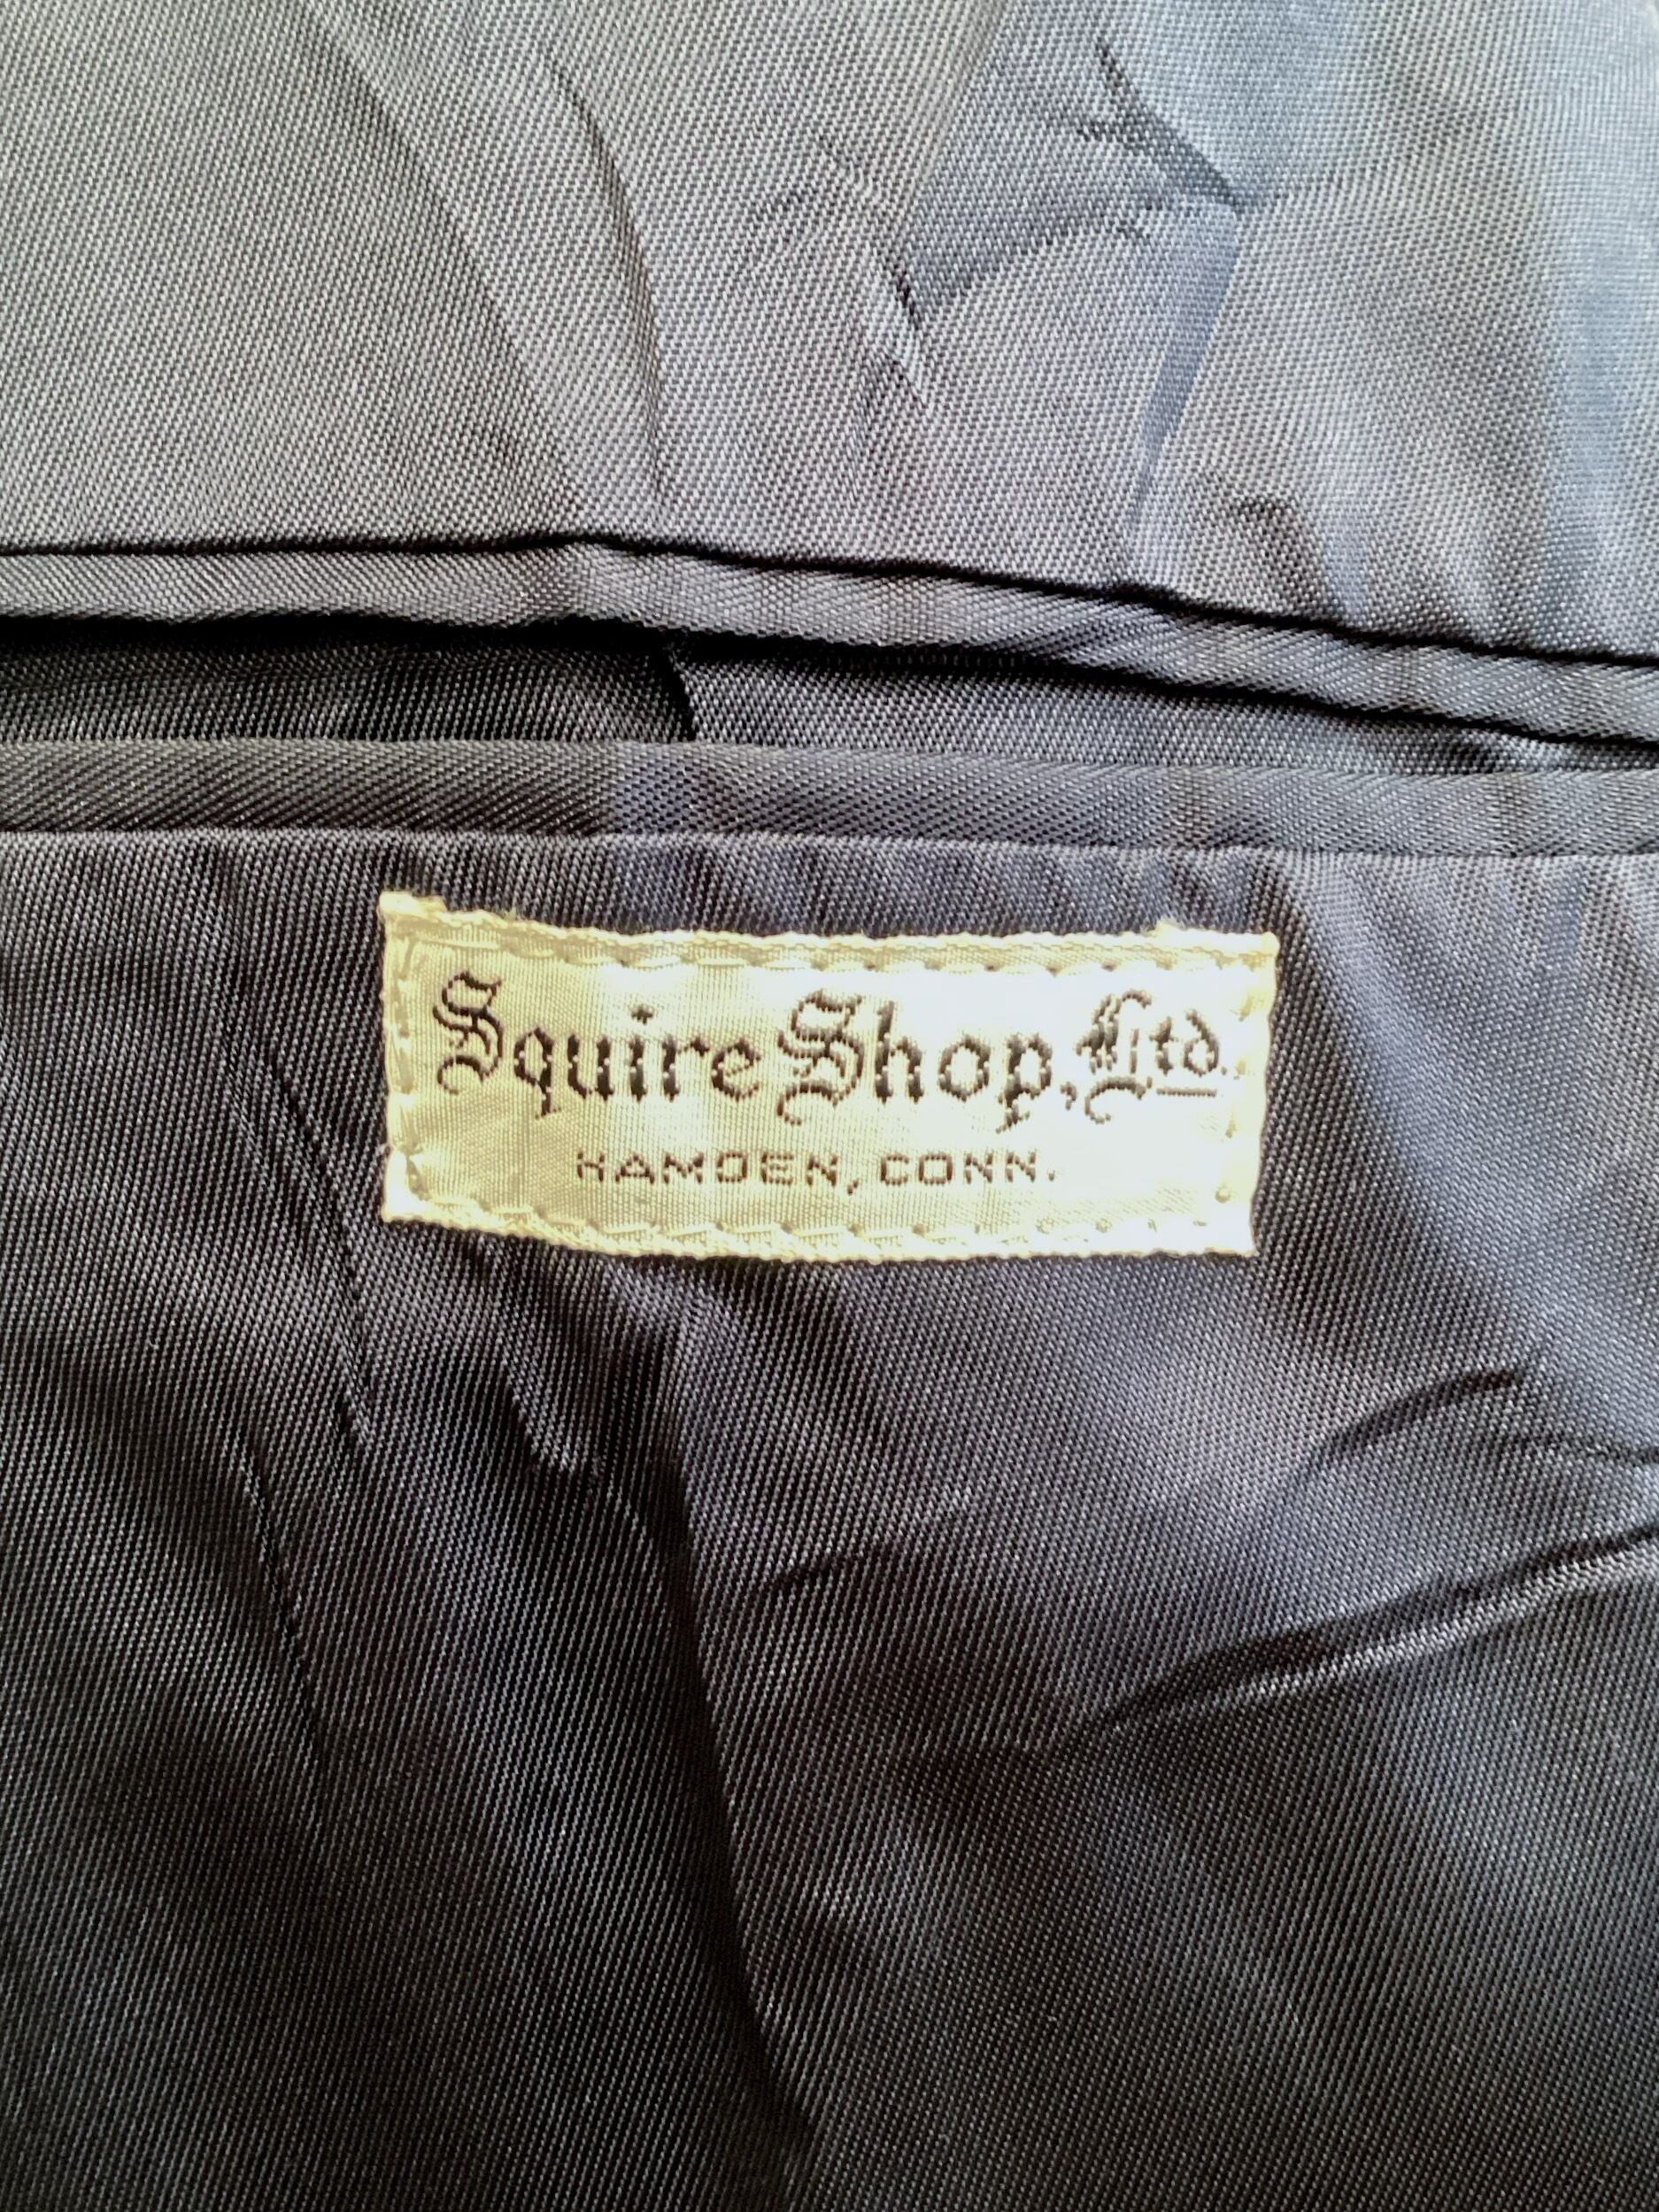 Squire Shop, Ltd.
HAMDEN, CONN.